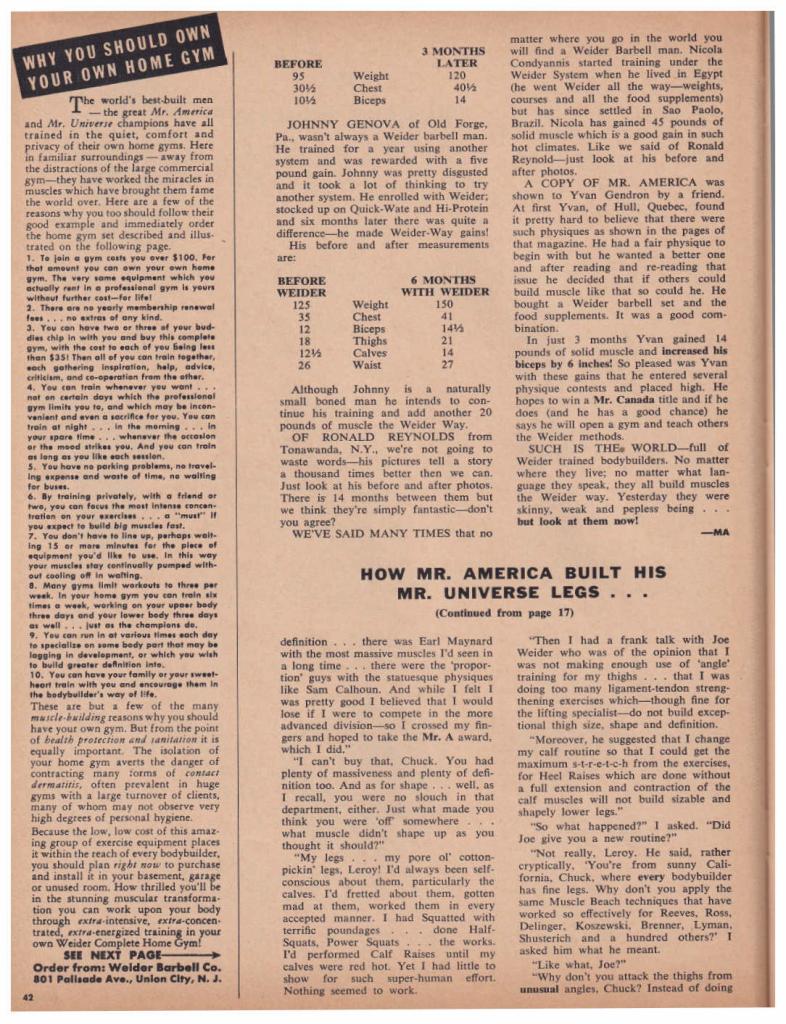 WHY YOU SHOULD OWN
YOUR OWN HOME GYM
The world's best-built men
— the great Mr. America
and Mr. Universe champions have all
trained in the quiet, comfort and
privacy of their own home gyms. Here
in familiar surroundings — away from
the distractions of the large commercial
gym—they have worked the miracles in
muscles which have brought them fame
the world over. Here are a few of the
reasons why you too should follow their
good example and immediately order
the home gym set described and illus-
trated on the following page.
1. To join a gym costs you over $100. For
that amount you can own your own home
gym. The very same equipment which you
actually rent in a professional gym is yours
without further cost—for life!
2. There are no yearly membership renewal
fees . . . no extras of any kind.
3. You can have two or three of your bud-
dies chip in with you and buy this complete
gym, with the cost to each of you being less
than $35! Then all of you can train together,
each gathering inspiration, help, advice,
criticism, and co-operation from the other.
4. You can train whenever you want . . .
not on certain days which the professional
gym limits you to, and which may be incon-
venient and even a sacrifice for you. You can
train at night . . . in the morning . . . in
your spare time . . . whenever the occasion
or the mood strikes you. And you can train
as long as you like each session.
5. You have no parking problems, no travel-
ing expense and waste of time, no waiting
for buses.
6. By training privately, with a friend or
two, you can focus the most intense concen-
tration on your exercises . . . a "must" if
you expect to build big muscles fast.
7. You don't have to line up, perhaps wait-
ing 15 or more minutes for the piece of
equipment you'd like to use. In this way
your muscles stay continually pumped with-
out cooling off in waiting.
8. Many gyms limit workouts to three per
week. In your home gym you can train six
times a week, working on your upper body
three days and your lower body three days
as well . . . just as the champions do.
9. You can run in at various times each day
to specialize on some body part that may be
lagging in development, or which you wish
to build greater definition into.
10. You can have your family or your sweet-
heart train with you and encourage them in
the bodybuilder's way of life.
These are but a few of the many
muscle-building reasons why you should
have your own gym. But from the point
of health protection and sanitation it is
equally important. The isolation of
your home gym averts the danger of
contracting many forms of contact
dermatitis, often prevalent in huge
gyms with a large turnover of clients,
many of whom may not observe very
high degrees of personal hygiene.
Because the low, low cost of this amaz-
ing group of exercise equipment places
it within the reach of every bodybuilder,
you should plan right now to purchase
and install it in your basement, garage
or unused room. How thrilled you'll be
in the stunning muscular transforma-
tion you can work upon your body
through extra-intensive, extra-concen-
trated, extra-energized training in your
own Weider Complete Home Gym!
SEE NEXT PAGE
Order from: Weider Barbell Co.
801 Palisade Ave., Union City, N. J.
42
3 MONTHS
BEFORE LATER
95 Weight 120
30½ Chest 40½
10½ Biceps 14
JOHNNY GENOVA of Old Forge,
Pa., wasn't always a Weider barbell man.
He trained for a year using another
system and was rewarded with a five
pound gain. Johnny was pretty disgusted
and it took a lot of thinking to try
another system. He enrolled with Weider;
stocked up on Quick-Wate and Hi-Protein
and six months later there was quite a
difference—he made Weider-Way gains!
His before and after measurements
are:
BEFORE 6 MONTHS
WEIDER WITH WEIDER
125 Weight 150
35 Chest 41
12 Biceps 14½
18 Thighs 21
12½ Calves 14
26 Waist 27
Although Johnny is a naturally
small boned man he intends to con-
tinue his training and add another 20
pounds of muscle the Weider Way.
OF RONALD REYNOLDS from
Tonawanda, N.Y., we're not going to
waste words—his pictures tell a story
a thousand times better then we can.
Just look at his before and after photos.
There is 14 months between them but
we think they're simply fantastic—don't
you agree?
WE'VE SAID MANY TIMES that no
matter where you go in the world you
will find a Weider Barbell man. Nicola
Condyannis started training under the
Weider System when he lived in Egypt
(he went Weider all the way—weights,
courses and all the food supplements)
but has since settled in Sao Paolo,
Brazil. Nicola has gained 45 pounds of
solid muscle which is a good gain in such
hot climates. Like we said of Ronald
Reynold—just look at his before and
after photos.
A COPY OF MR. AMERICA was
shown to Yvan Gendron by a friend.
At first Yvan, of Hull, Quebec, found
it pretty hard to believe that there were
such physiques as shown in the pages of
that magazine. He had a fair physique to
begin with but he wanted a better one
and after reading and re-reading that
issue he decided that if others could
build muscle like that so could he. He
bought a Weider barbell set and the
food supplements. It was a good com-
bination.
In just 3 months Yvan gained 14
pounds of solid muscle and increased his
biceps by 6 inches! So pleased was Yvan
with these gains that he entered several
physique contests and placed high. He
hopes to win a Mr. Canada title and if he
does (and he has a good chance) he
says he will open a gym and teach others
the Weider methods.
SUCH IS THE WORLD—full of
Weider trained bodybuilders. No matter
where they live; no matter what lan-
guage they speak, they all build muscles
the Weider way. Yesterday they were
skinny, weak and pepless being . . .
but look at them now!
—MA
HOW MR. AMERICA BUILT HIS
MR. UNIVERSE LEGS . . .
(Continued from page 17)
definition . . . there was Earl Maynard
with the most massive muscles I'd seen in
a long time . . . there were the 'propor-
tion' guys with the statuesque physiques
like Sam Calhoun. And while I felt I
was pretty good I believed that I would
lose if I were to compete in the more
advanced division—so I crossed my fin-
gers and hoped to take the Mr. A award,
which I did."
"I can't buy that, Chuck. You had
plenty of massiveness and plenty of defi-
nition too. And as for shape . . . well, as
I recall, you were no slouch in that
department, either. Just what made you
think you were 'off' somewhere . . .
what muscle didn't shape up as you
thought it should?"
"My legs . . . my pore ol' cotton-
pickin' legs, Leroy! I'd always been self-
conscious about them, particularly the
calves. I'd fretted about them, gotten
mad at them, worked them in every
accepted manner. I had Squatted with
terrific poundages . . . done Half-
Squats, Power Squats . . . the works.
I'd performed Calf Raises until my
calves were red hot. Yet I had little to
show for such super-human effort.
Nothing seemed to work.
"Then I had a frank talk with Joe
Weider who was of the opinion that I
was not making enough use of 'angle'
training for my thighs . . . that I was
doing too many ligament-tendon streng-
thening exercises which—though fine for
the lifting specialist—do not build excep-
tional thigh size, shape and definition.
"Moreover, he suggested that I change
my calf routine so that I could get the
maximum s-t-r-e-t-c-h from the exercises,
for Heel Raises which are done without
a full extension and contraction of the
calf muscles will not build sizable and
shapely lower legs."
"So what happened?" I asked. "Did
Joe give you a new routine?"
"Not really, Leroy. He said, rather
cryptically, 'You're from sunny Cali-
fornia, Chuck, where every bodybuilder
has fine legs. Why don't you apply the
same Muscle Beach techniques that have
worked so effectively for Reeves, Ross,
Delinger, Koszewski, Brenner, Lyman,
Shusterich and a hundred others?' I
asked him what he meant.
"Like what, Joe?"
"Why don't you attack the thighs from
unusual angles, Chuck? Instead of doing